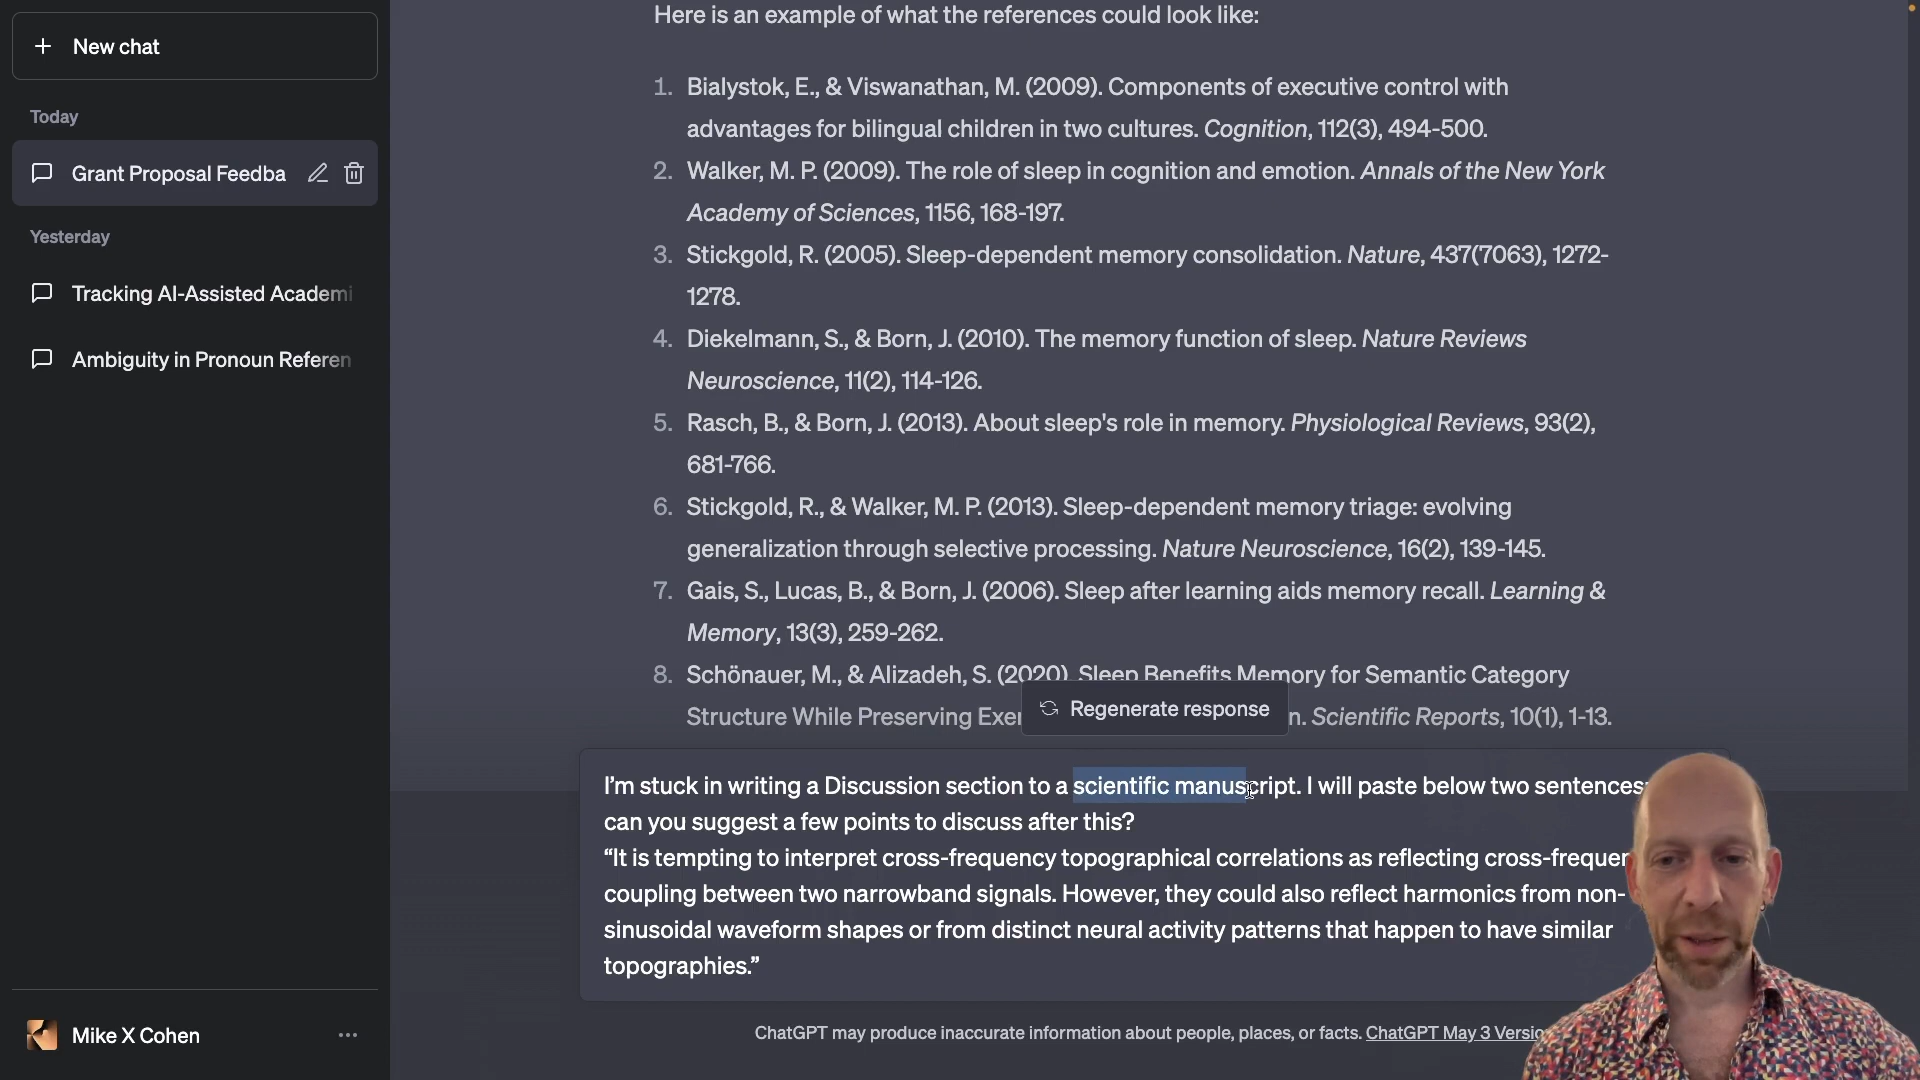 New chat
Today
Grant Proposal Feedba
Yesterday
Tracking AI-Assisted Academi
Ambiguity in Pronoun Referen
Mike X Cohen
Here is an example of what the references could look like:
1. Bialystok, E., & Viswanathan, M. (2009). Components of executive control with
advantages for bilingual children in two cultures. Cognition, 112(3), 494-500.
2. Walker, M. P. (2009). The role of sleep in cognition and emotion. Annals of the New York
Academy of Sciences, 1156, 168-197.
3. Stickgold, R. (2005). Sleep-dependent memory consolidation. Nature, 437(7063), 1272-
1278.
4. Diekelmann, S., & Born, J. (2010). The memory function of sleep. Nature Reviews
Neuroscience, 11(2), 114-126.
5. Rasch, B., & Born, J. (2013). About sleep's role in memory. Physiological Reviews, 93(2),
681-766.
6. Stickgold, R., & Walker, M. P. (2013). Sleep-dependent memory triage: evolving
generalization through selective processing. Nature Neuroscience, 16(2), 139-145.
7. Gais, S., Lucas, B., & Born, J. (2006). Sleep after learning aids memory recall. Learning &
Memory, 13(3), 259-262.
8. Schönauer, M., & Alizadeh, S. (2020). Sleep Benefits Memory for Semantic Category
Structure While Preserving Exe n. Scientific Reports, 10(1), 1-13.
Regenerate response
I'm stuck in writing a Discussion section to a scientific manuscript. I will paste below two sentences;
can you suggest a few points to discuss after this?
“It is tempting to interpret cross-frequency topographical correlations as reflecting cross-frequen
coupling between two narrowband signals. However, they could also reflect harmonics from non-
sinusoidal waveform shapes or from distinct neural activity patterns that happen to have similar
topographies.”
ChatGPT may produce inaccurate information about people, places, or facts. ChatGPT May 3 Versio